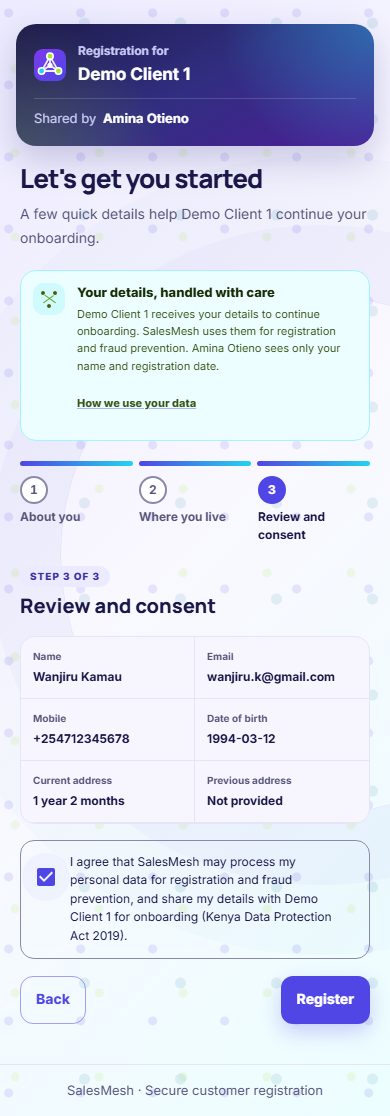 Registration for
Demo Client 1
Shared by Amina Otieno
Let's get you started
A few quick details help Demo Client 1 continue your
onboarding.
Your details, handled with care
Demo Client 1 receives your details to continue
onboarding. SalesMesh uses them for registration
and fraud prevention. Amina Otieno sees only your
name and registration date.
How we use your data
1
About you
2
Where you live
3
Review and
consent
STEP 3 OF 3
Review and consent
Name
Wanjiru Kamau
Email
wanjiru.k@gmail.com
Mobile
+254712345678
Date of birth
1994-03-12
Current address
1 year 2 months
Previous address
Not provided
I agree that SalesMesh may process my
personal data for registration and fraud
prevention, and share my details with Demo
Client 1 for onboarding (Kenya Data Protection
Act 2019).
Back
Register
SalesMesh · Secure customer registration